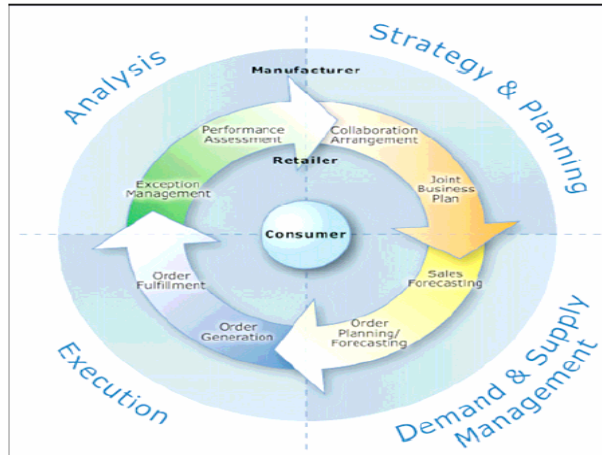 Analysis
Strategy & Planning
Manufacturer
Performance
Assessment
Collaboration
Arrangement
Retailer
Exception
Management
Joint
Business
Plan
Consumer
Order
Fulfillment
Sales
Forecasting
Order
Generation
Order
Planning/
Forecasting
Execution
Demand & Supply
Management